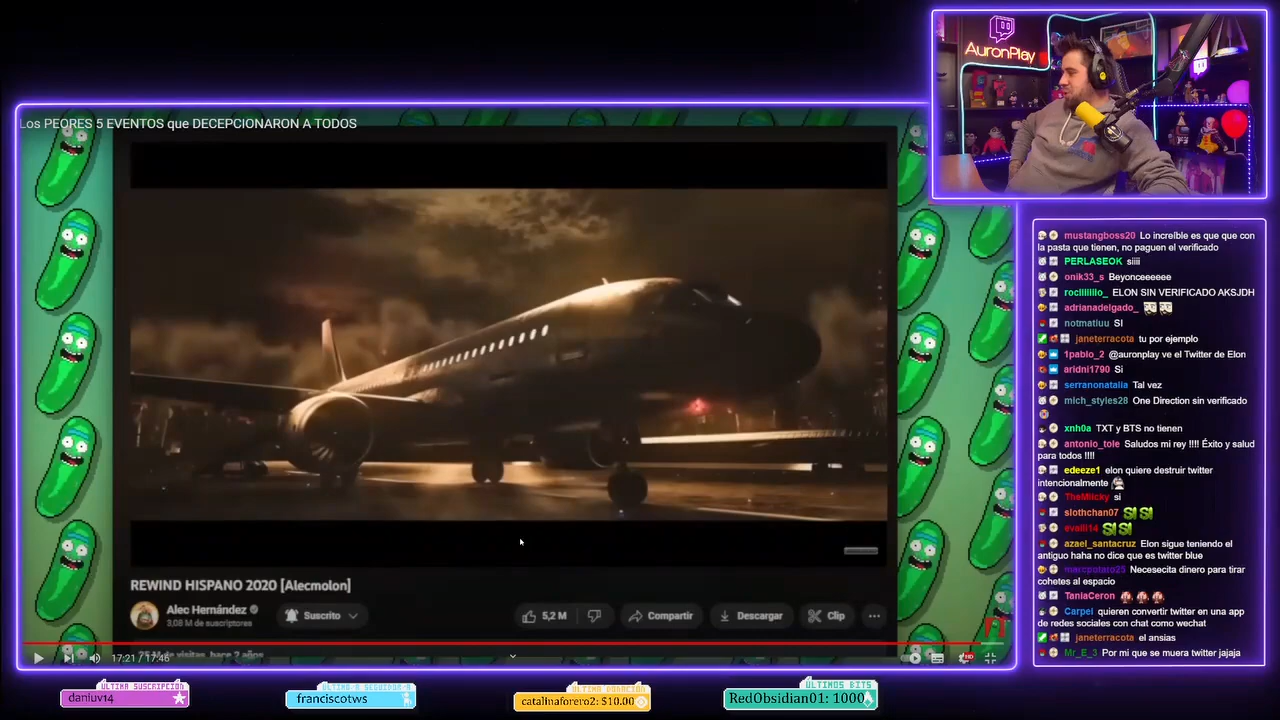 AuronPlay
Los PEORES 5 EVENTOS que DECEPCIONARON A TODOS
REWIND HISPANO 2020 [Alecmolon]
Alec Hernández
3,08 M de suscriptores
Suscrito
5,2 M
Compartir
Descargar
Clip
17:21 / 17:46
HD
mustangboss20 Lo increíble es que que con
la pasta que tienen, no paguen el verificado
PERLASEOK siiii
onik33_s Beyonceeeeee
rociiiiiiio_ ELON SIN VERIFICADO AKSJDH
adrianadelgado_
notmatiuu SI
janeterracota tu por ejemplo
1pablo_2 @auronplay ve el Twitter de Elon
aridni1790 Si
serranonatalia Tal vez
mich_styles28 One Direction sin verificado
xnh0a TXT y BTS no tienen
antonio_tole Saludos mi rey !!!! Éxito y salud
para todos !!!!
edeeze1 elon quiere destruir twitter
intencionalmente
TheMiicky si
slothchan07 SI SI
evalli14 SI SI
azael_santacruz Elon sigue teniendo el
antiguo haha no dice que es twitter blue
marcpotato25 Necesecita dinero para tirar
cohetes al espacio
TaniaCeron
Carpei quieren convertir twitter en una app
de redes sociales con chat como wechat
janeterracota el ansias
Mr_E_3 Por mi que se muera twitter jajaja
ÚLTIMA SUSCRIPCIÓN
daniuv14
franciscotws
ÚLTIMA DONACIÓN
catalinaforero2: $10.00
ÚLTIMOS BITS
RedObsidian01: 1000